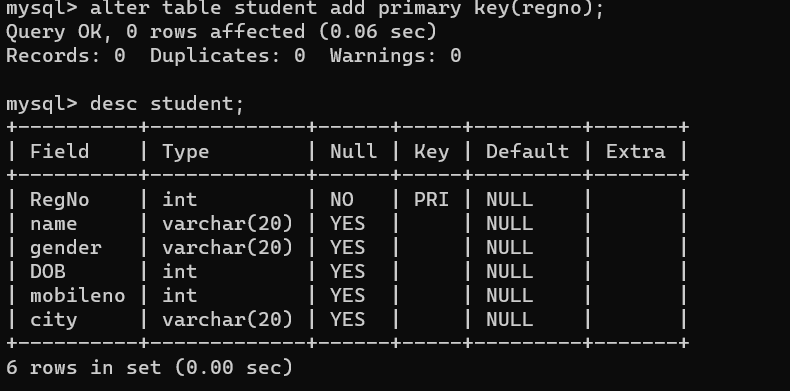 mysql> alter table student add primary key(regno);
Query OK, 0 rows affected (0.06 sec)
Records: 0  Duplicates: 0  Warnings: 0

mysql> desc student;
+----------+-------------+------+-----+---------+-------+
| Field    | Type        | Null | Key | Default | Extra |
+----------+-------------+------+-----+---------+-------+
| RegNo    | int         | NO   | PRI | NULL    |       |
| name     | varchar(20) | YES  |     | NULL    |       |
| gender   | varchar(20) | YES  |     | NULL    |       |
| DOB      | int         | YES  |     | NULL    |       |
| mobileno | int         | YES  |     | NULL    |       |
| city     | varchar(20) | YES  |     | NULL    |       |
+----------+-------------+------+-----+---------+-------+
6 rows in set (0.00 sec)